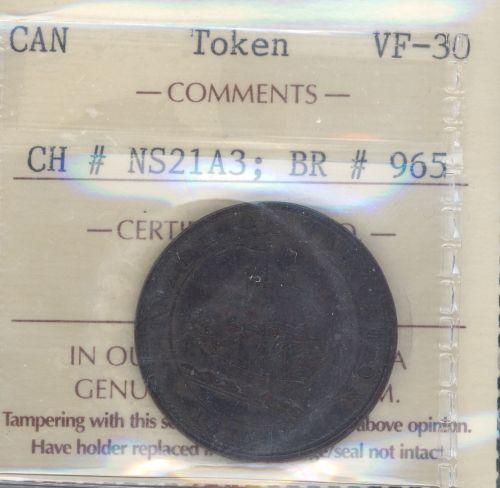 CAN Token VF-30
— COMMENTS —
CH # NS21A3; BR # 965
IN OU A
GENU M.
Tampering with this above opinion.
Have holder replaced seal not intact